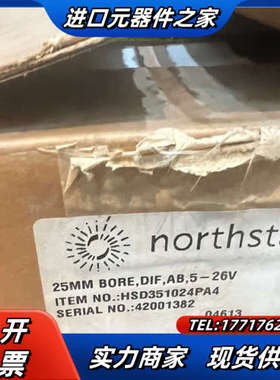 进口元器件之家
northsta
25MM BORE,DIF,AB,5-26V
ITEM NO.:HSD351024PA4
SERIAL NO.:42001382
04613
开
票
TEL:1771762
实力商家 现货供应